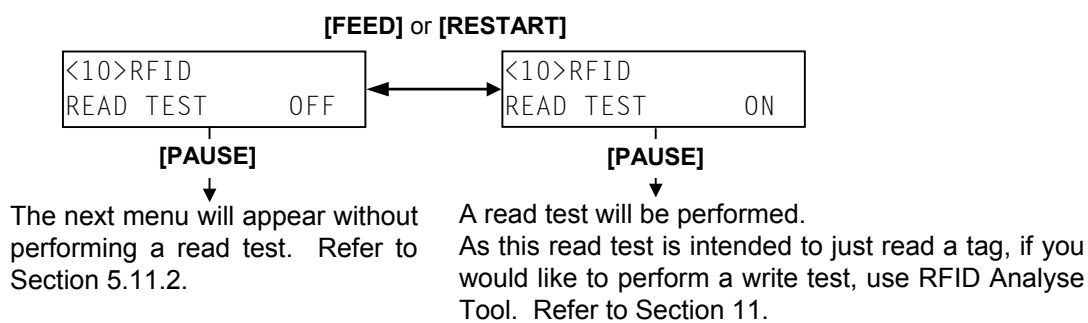 [FEED] or [RESTART]
<10>RFID
READ TEST OFF
<10>RFID
READ TEST ON
[PAUSE]
[PAUSE]
The next menu will appear without
performing a read test. Refer to
Section 5.11.2.
A read test will be performed.
As this read test is intended to just read a tag, if you
would like to perform a write test, use RFID Analyse
Tool. Refer to Section 11.